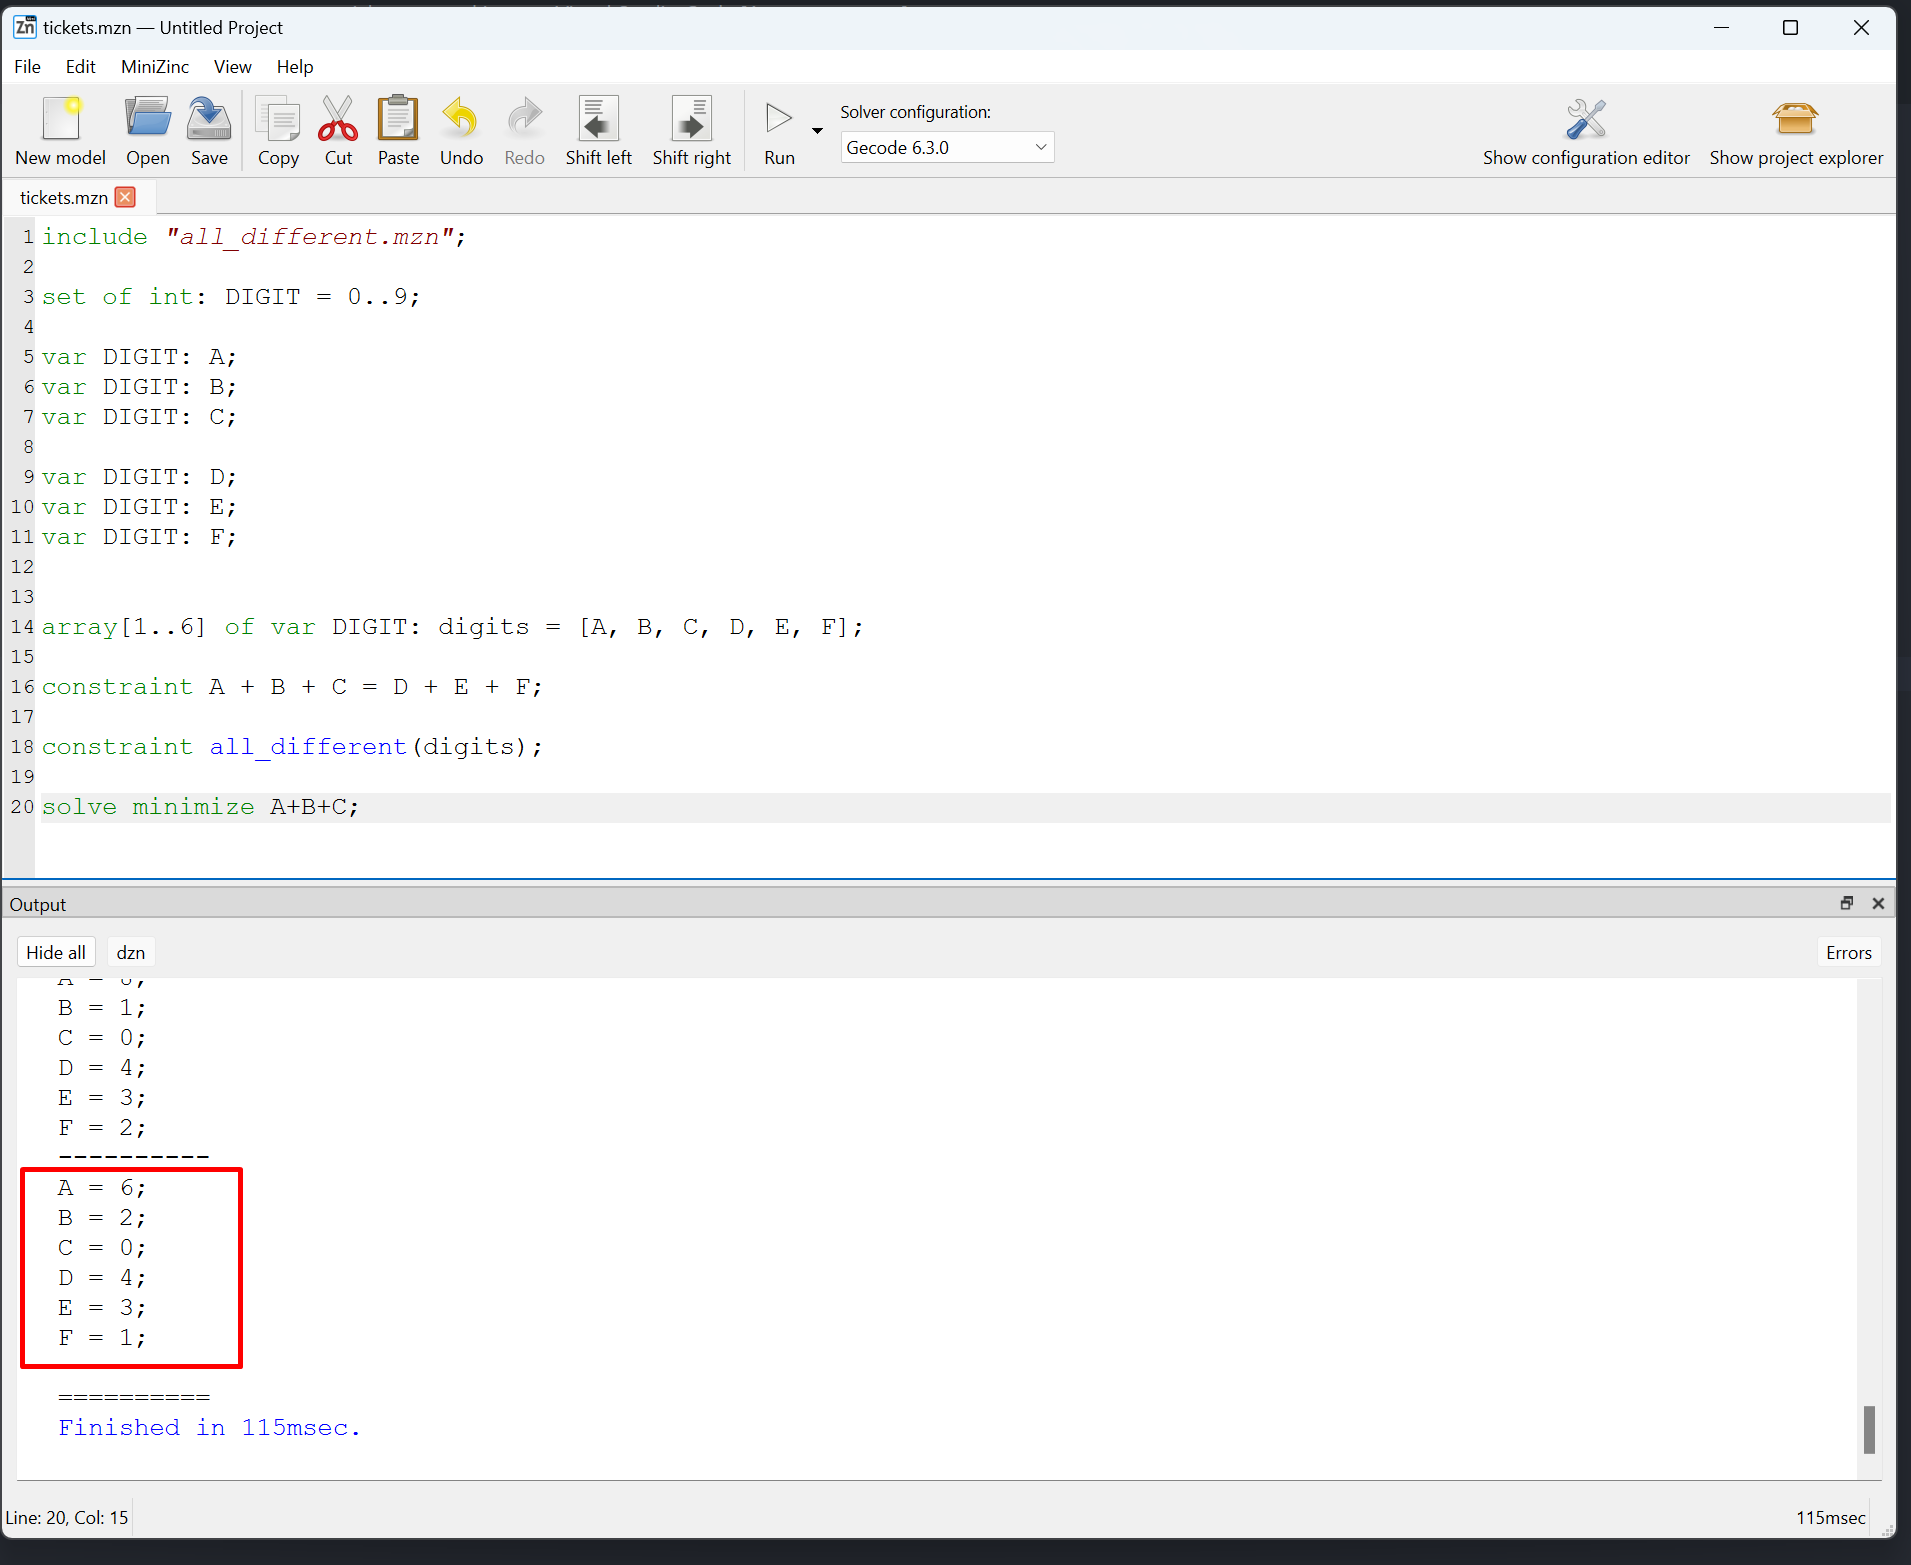 tickets.mzn — Untitled Project
File Edit MiniZinc View Help
New model Open Save Copy Cut Paste Undo Redo Shift left Shift right Run
Solver configuration:
Gecode 6.3.0
Show configuration editor Show project explorer
tickets.mzn
1 include "all_different.mzn";
2
3 set of int: DIGIT = 0..9;
4
5 var DIGIT: A;
6 var DIGIT: B;
7 var DIGIT: C;
8
9 var DIGIT: D;
10 var DIGIT: E;
11 var DIGIT: F;
12
13
14 array[1..6] of var DIGIT: digits = [A, B, C, D, E, F];
15
16 constraint A + B + C = D + E + F;
17
18 constraint all_different(digits);
19
20 solve minimize A+B+C;
Output
Hide all dzn Errors
B = 1;
C = 0;
D = 4;
E = 3;
F = 2;
----------
A = 6;
B = 2;
C = 0;
D = 4;
E = 3;
F = 1;
==========
Finished in 115msec.
Line: 20, Col: 15
115msec